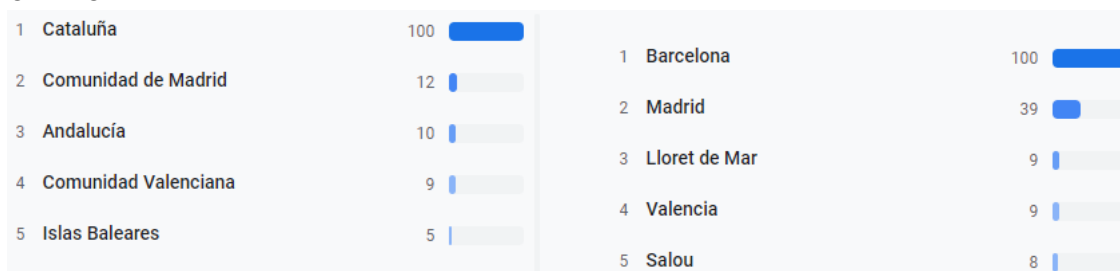 1 Cataluña 100
2 Comunidad de Madrid 12
3 Andalucía 10
4 Comunidad Valenciana 9
5 Islas Baleares 5
1 Barcelona 100
2 Madrid 39
3 Lloret de Mar 9
4 Valencia 9
5 Salou 8